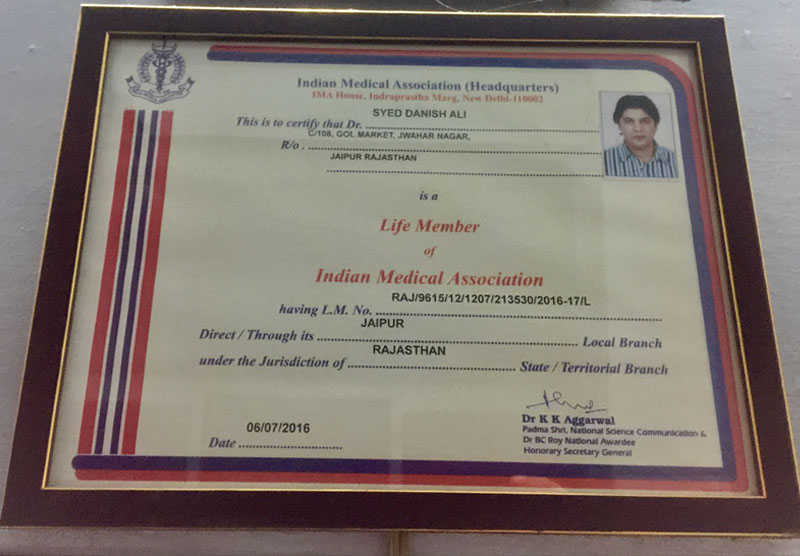 Indian Medical Association (Headquarters)
IMA House, Indraprastha Marg, New Delhi-110002
SYED DANISH ALI
This is to certify that Dr.
C/108, GOL MARKET, JWAHAR NAGAR,
R/o .
JAIPUR RAJASTHAN
is a
Life Member
of
Indian Medical Association
RAJ/9615/12/1207/213530/2016-17/L
having L.M. No.
JAIPUR
Direct / Through its Local Branch
RAJASTHAN
under the Jurisdiction of State / Territorial Branch
Dr K K Aggarwal
Padma Shri, National Science Communication &
Dr BC Roy National Awardee
Honorary Secretary General
06/07/2016
Date